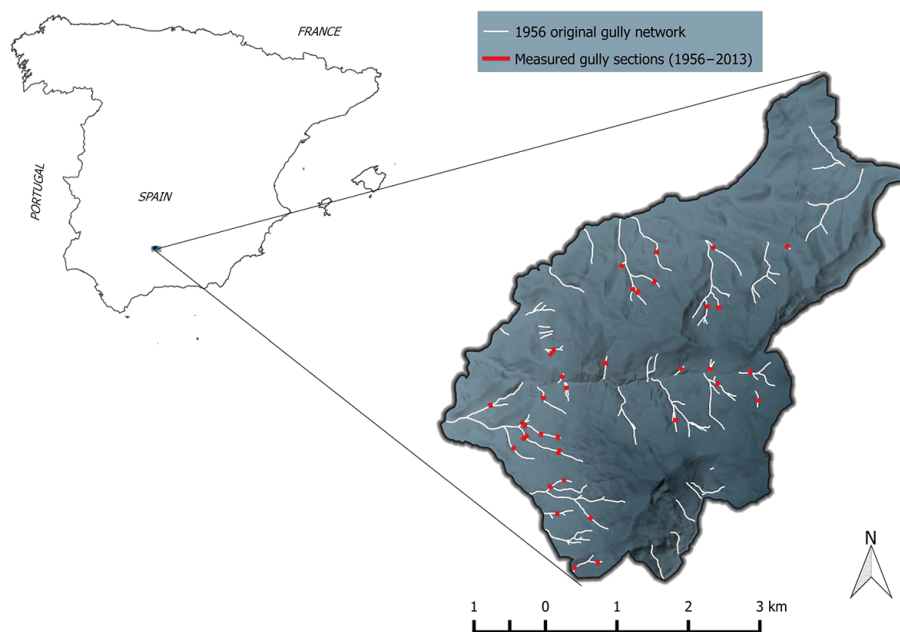 FRANCE
1956 original gully network
Measured gully sections (1956–2013)
PORTUGAL
SPAIN
N
1 0 1 2 3 km